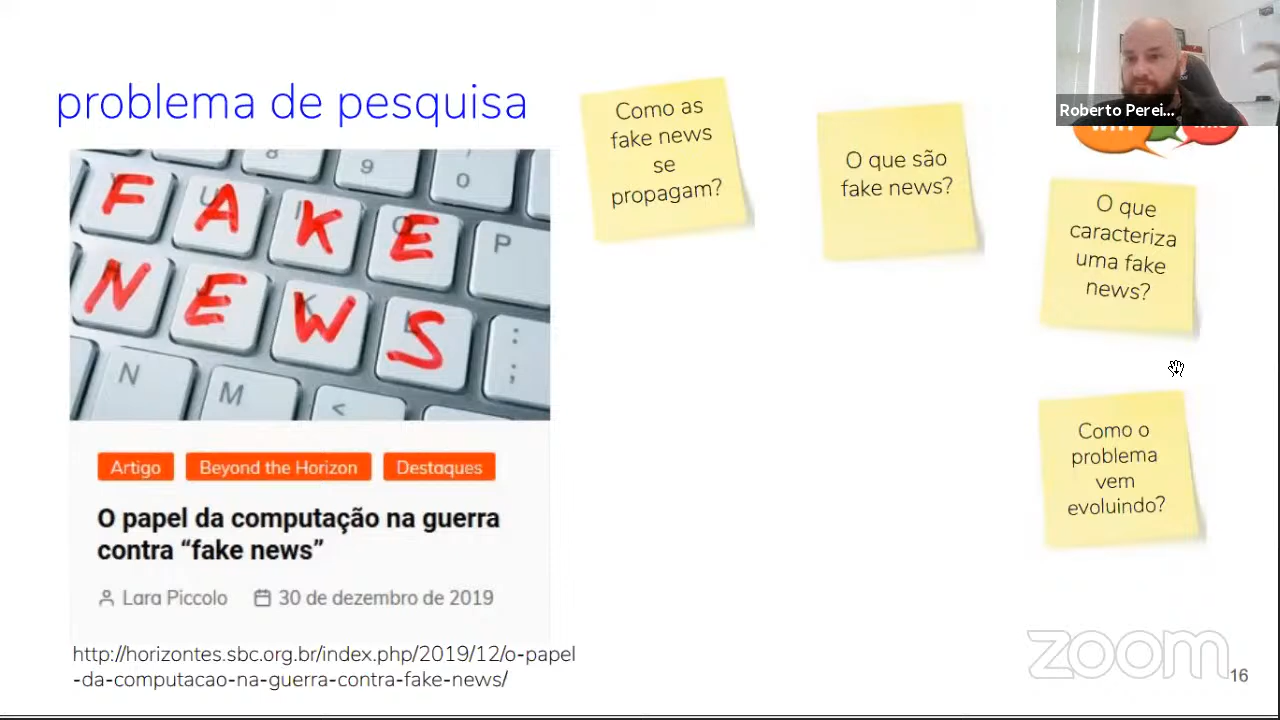 problema de pesquisa
Como as
fake news
se
propagam?
O que são
fake news?
Roberto Perei...
O que
caracteriza
uma fake
news?
Como o
problema
vem
evoluindo?
8
9
0
Y U I O P
F A K E
N E W S
N M <
Artigo Beyond the Horizon Destaques
O papel da computação na guerra
contra “fake news”
Lara Piccolo 30 de dezembro de 2019
http://horizontes.sbc.org.br/index.php/2019/12/o-papel
-da-computacao-na-guerra-contra-fake-news/
zoom
16